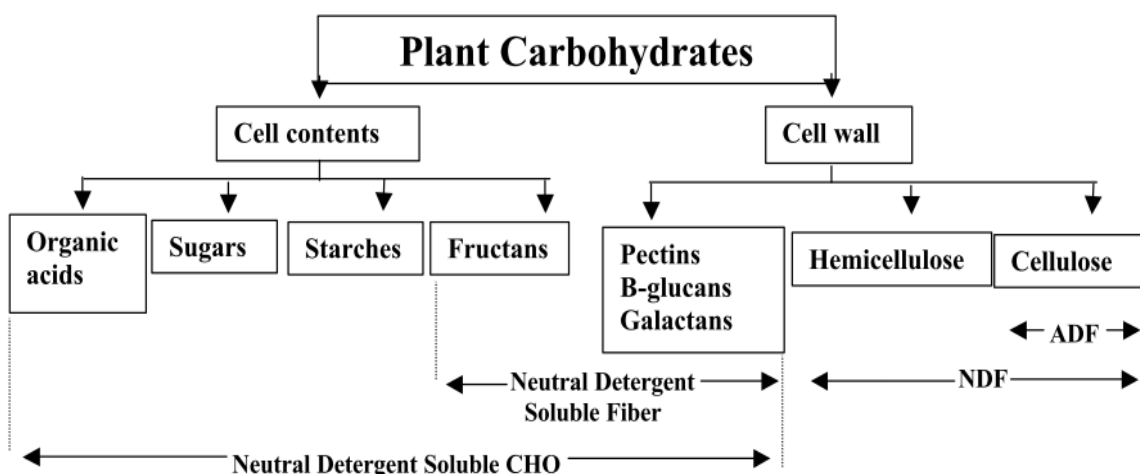 Plant Carbohydrates
Cell contents
Cell wall
Organic
acids
Sugars
Starches
Fructans
Pectins
B-glucans
Galactans
Hemicellulose
Cellulose
ADF
Neutral Detergent
Soluble Fiber
NDF
Neutral Detergent Soluble CHO